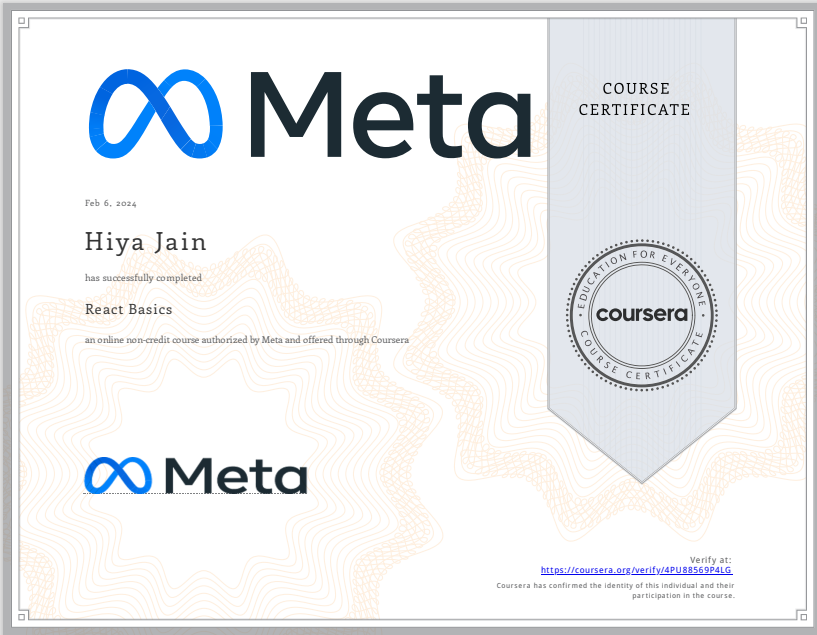 Meta
COURSE
CERTIFICATE
Feb 6, 2024
Hiya Jain
has successfully completed
React Basics
an online non-credit course authorized by Meta and offered through Coursera
EDUCATION FOR EVERYONE
coursera
COURSE CERTIFICATE
Meta
Verify at:
https://coursera.org/verify/4PU88569P4LG
Coursera has confirmed the identity of this individual and their
participation in the course.